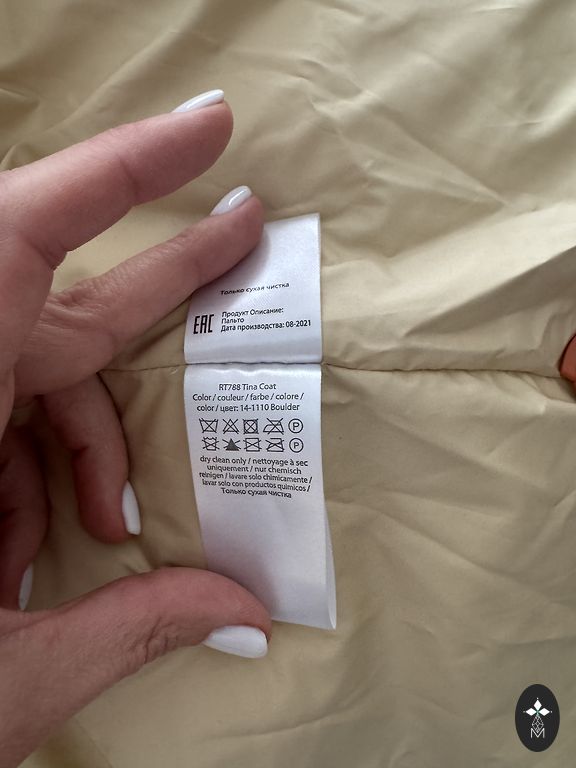 Только сухая чистка
EAC
Продукт Описание:
Пальто
Дата производства: 08-2021
RT788 Tina Coat
Color / couleur / farbe / colore /
color / цвет: 14-1110 Boulder
P
P
dry clean only / nettoyage à sec
uniquement / nur chemisch
reinigen / lavare solo chimicamente /
lavar solo con productos quimicos /
Только сухая чистка
M